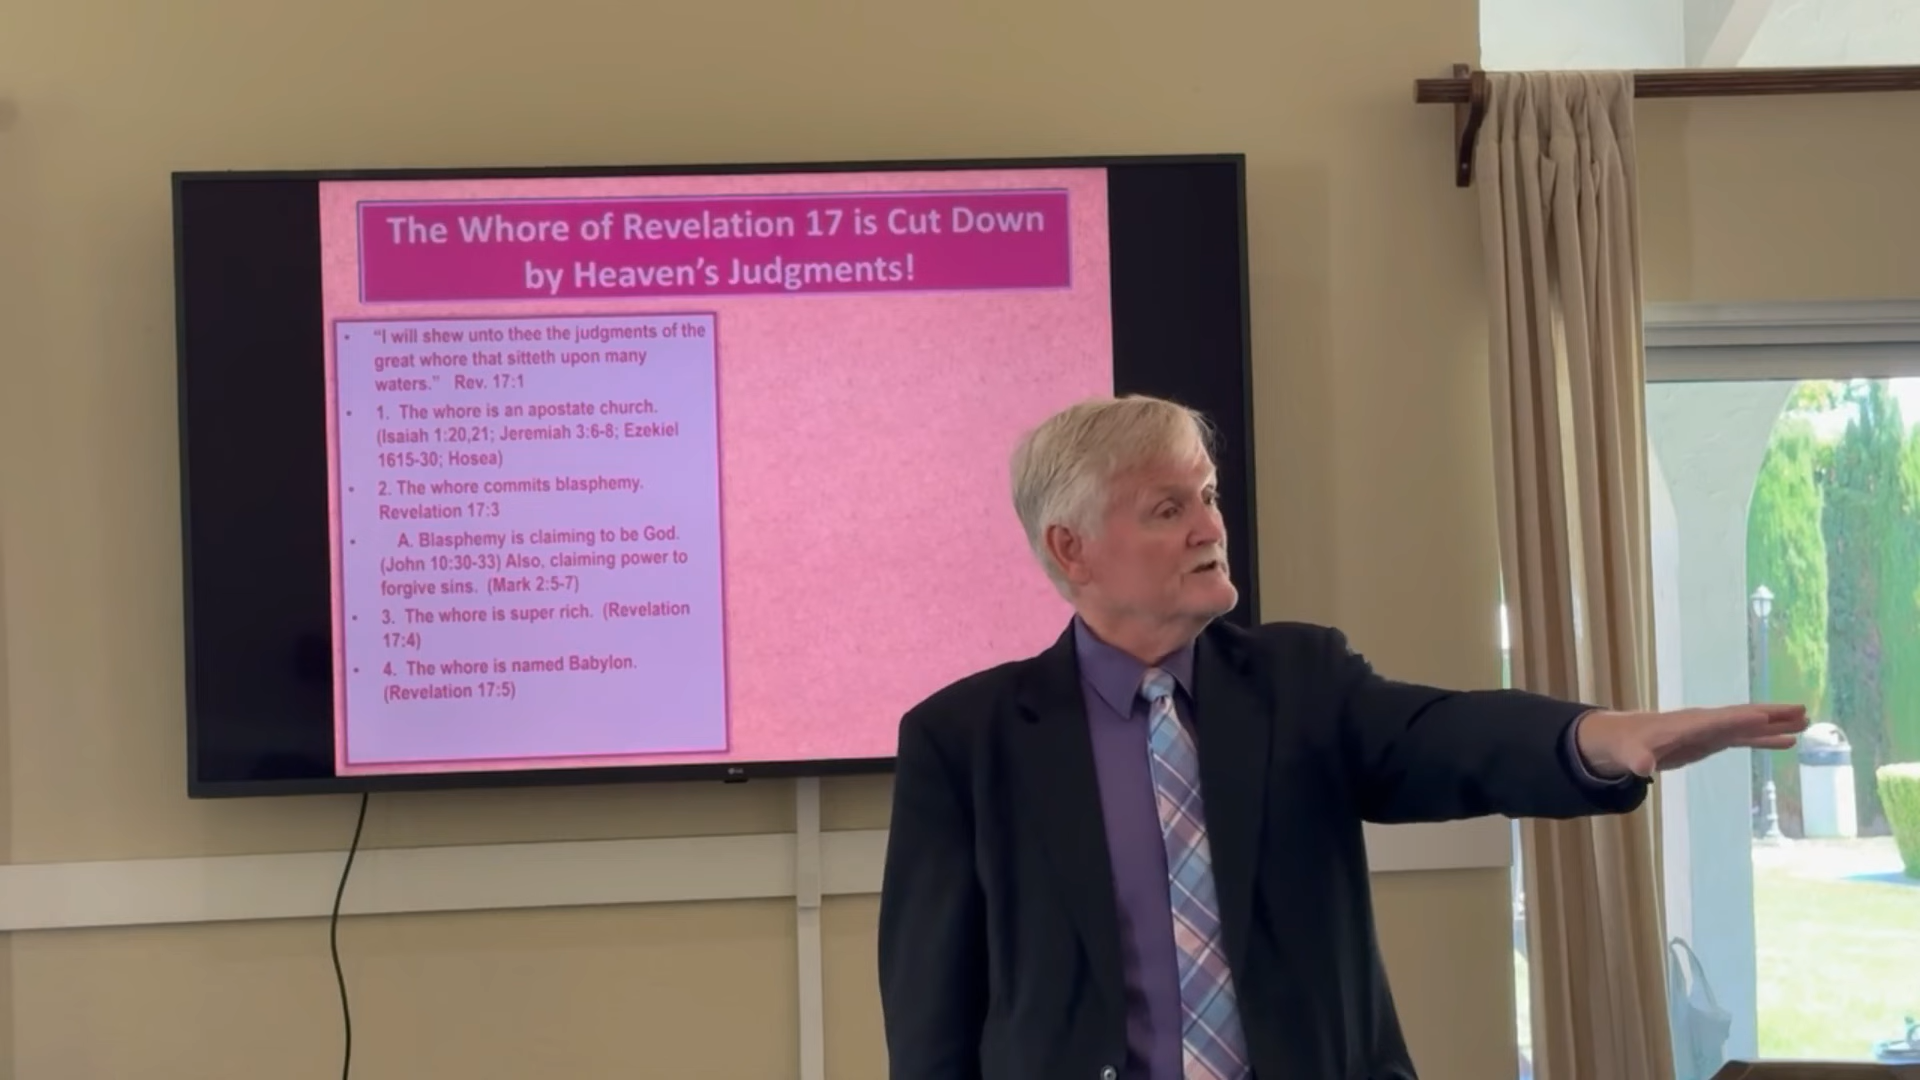 The Whore of Revelation 17 is Cut Down
by Heaven's Judgments!
• "I will shew unto thee the judgments of the
great whore that sitteth upon many
waters." Rev. 17:1
• 1. The whore is an apostate church.
(Isaiah 1:20,21; Jeremiah 3:6-8; Ezekiel
1615-30; Hosea)
• 2. The whore commits blasphemy.
Revelation 17:3
• A. Blasphemy is claiming to be God.
(John 10:30-33) Also, claiming power to
forgive sins. (Mark 2:5-7)
• 3. The whore is super rich. (Revelation
17:4)
• 4. The whore is named Babylon.
(Revelation 17:5)